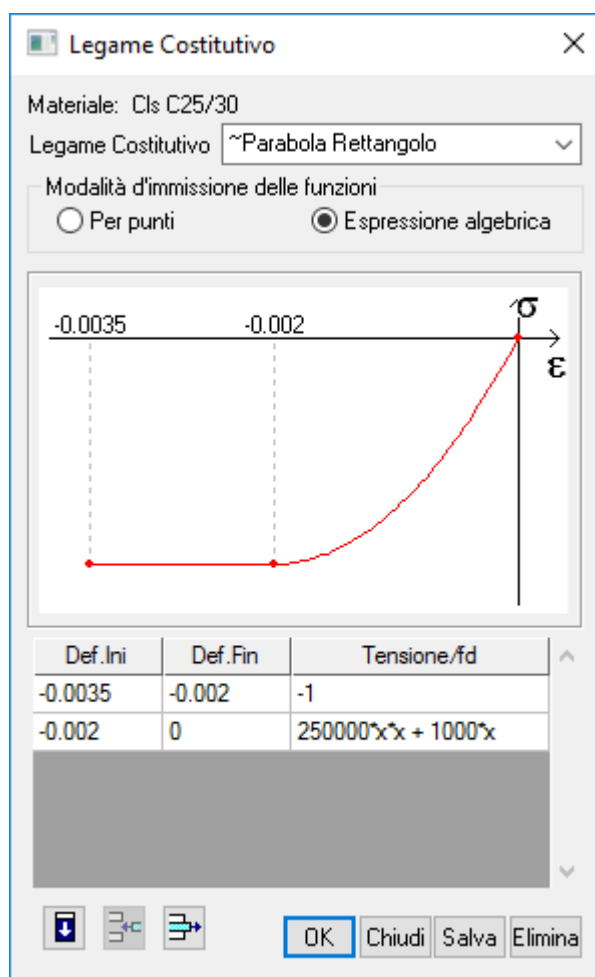 Legame Costitutivo
Materiale: Cls C25/30
Legame Costitutivo ~Parabola Rettangolo
Modalità d'immissione delle funzioni
Per punti Espressione algebrica
σ
-0.0035 -0.002
ε
Def.Ini Def.Fin Tensione/fd
-0.0035 -0.002 -1
-0.002 0 250000*x*x + 1000*x
OK Chiudi Salva Elimina